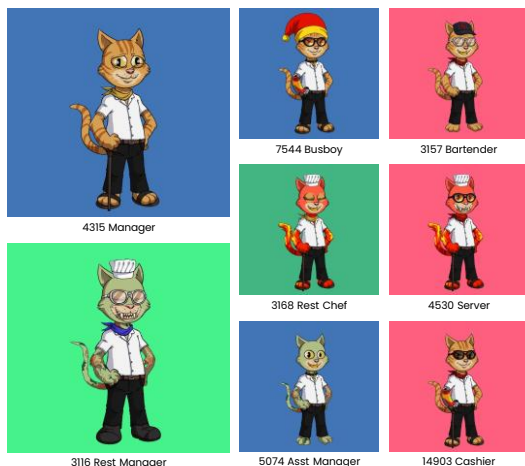 4315 Manager
7544 Busboy
3157 Bartender
3168 Rest Chef
4530 Server
3116 Rest Manager
5074 Asst Manager
14903 Cashier